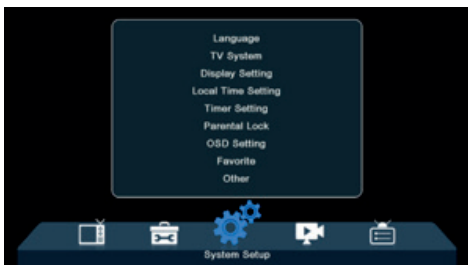 Language
TV System
Display Setting
Local Time Setting
Timer Setting
Parental Lock
OSD Setting
Favorite
Other
System Setup